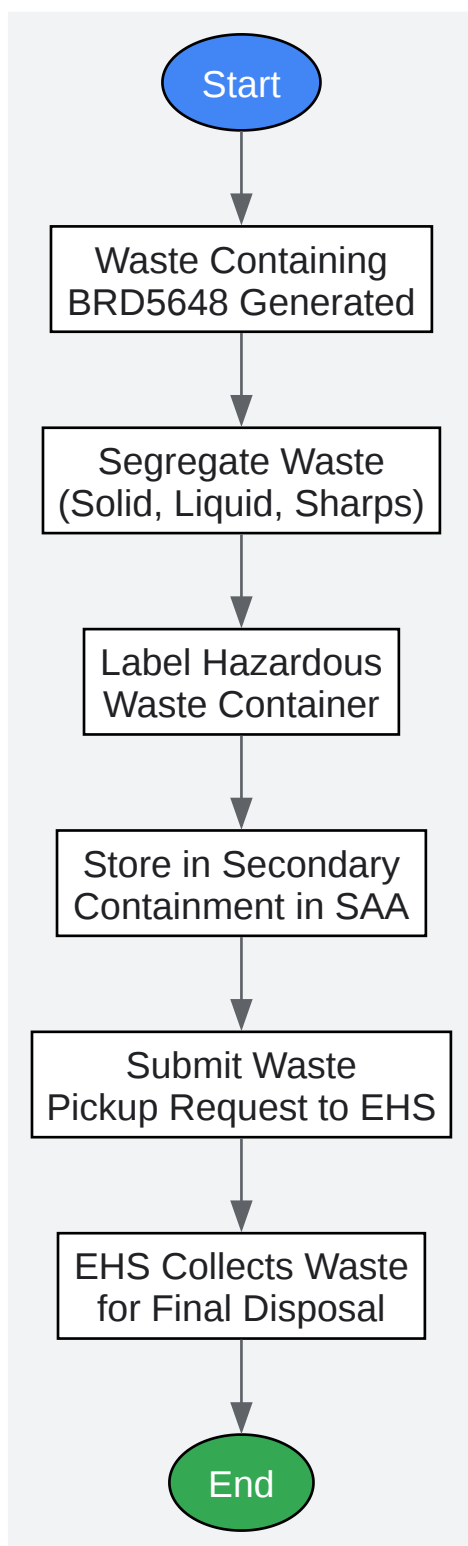 Start
Waste Containing
BRD5648 Generated
Segregate Waste
(Solid, Liquid, Sharps)
Label Hazardous
Waste Container
Store in Secondary
Containment in SAA
Submit Waste
Pickup Request to EHS
EHS Collects Waste
for Final Disposal
End